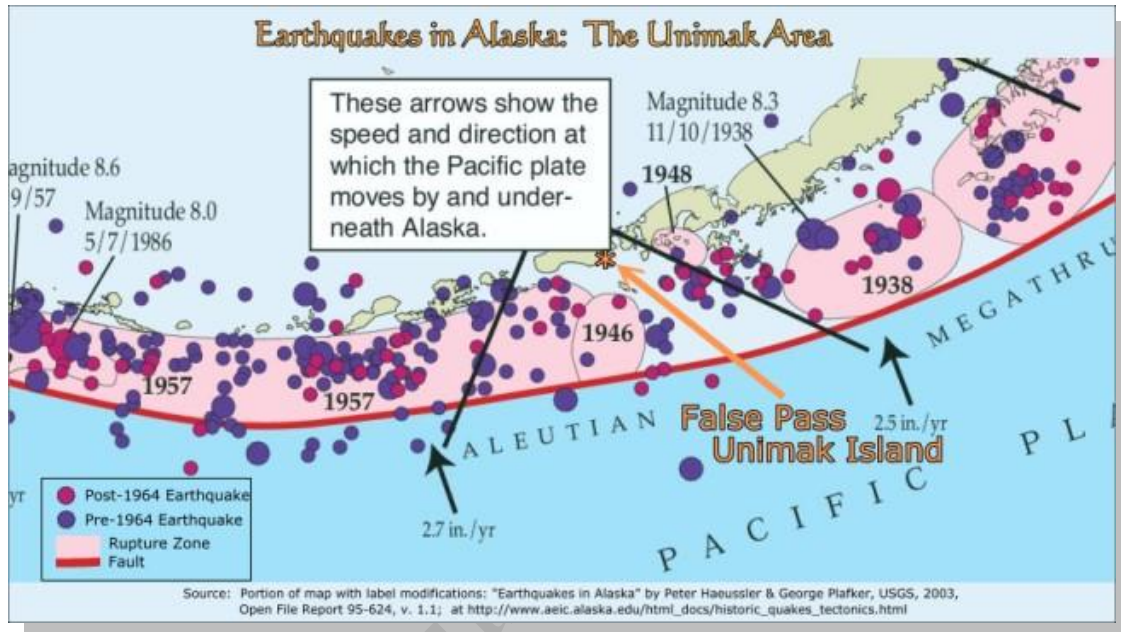 Earthquakes in Alaska: The Unimak Area
These arrows show the
speed and direction at
which the Pacific plate
moves by and under-
neath Alaska.
Magnitude 8.3
11/10/1938
1948
agnitude 8.6
9/57
Magnitude 8.0
5/7/1986
1938
1946
1957
1957
MEGATHRU
ALEUTIAN
False Pass
Unimak Island
2.5 in./yr
2.7 in./yr
PACIFIC PLA
yr
Post-1964 Earthquake
Pre-1964 Earthquake
Rupture Zone
Fault
Source: Portion of map with label modifications: "Earthquakes in Alaska" by Peter Haeussler & George Plafker, USGS, 2003,
Open File Report 95-624, v. 1.1; at http://www.aeic.alaska.edu/html_docs/historic_quakes_tectonics.html